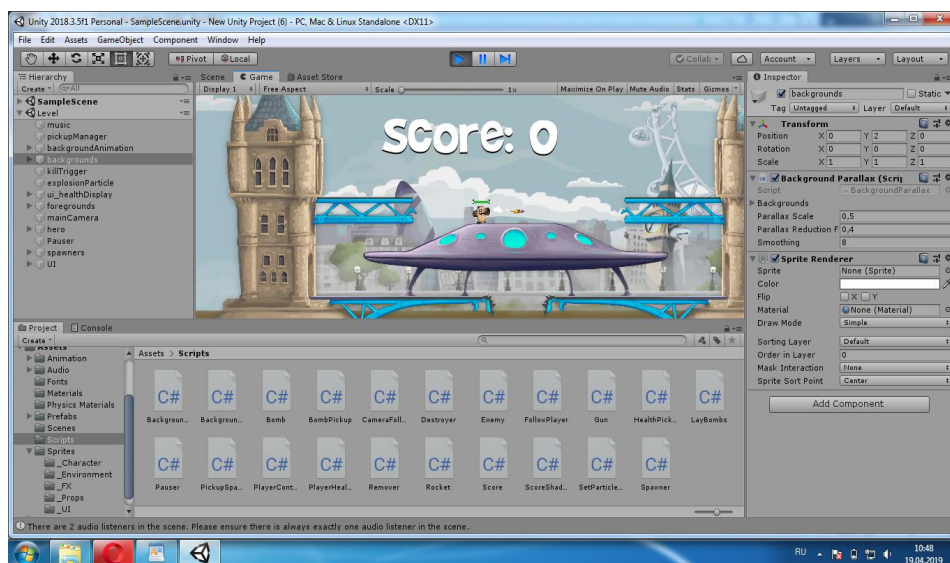 Unity 2018.3.5f1 Personal - SampleScene.unity - New Unity Project (6) - PC, Mac & Linux Standalone <DX11>
File Edit Assets GameObject Component Window Help
Pivot Local Collab Account Layers Layout
Hierarchy
Create All
SampleScene
Level
music
pickupManager
backgroundAnimation
backgrounds
killTrigger
explosionParticle
ui_healthDisplay
foregrounds
mainCamera
hero
Pauser
spawners
UI
Scene Game Asset Store
Display 1 Free Aspect Scale 1x Maximize On Play Mute Audio Stats Gizmos
SCORE: 0
Inspector
backgrounds Static
Tag Untagged Layer Default
Transform
Position X 0 Y 2 Z 0
Rotation X 0 Y 0 Z 0
Scale X 1 Y 1 Z 1
Background Parallax (Scrip
Script BackgroundParallax
Backgrounds
Parallax Scale 0,5
Parallax Reduction F 0,4
Smoothing 8
Sprite Renderer
Sprite None (Sprite)
Color
Flip X Y
Material None (Material)
Draw Mode Simple
Sorting Layer Default
Order in Layer 0
Mask Interaction None
Sprite Sort Point Center
Add Component
Project Console
Create
Assets
Animation
Audio
Fonts
Materials
Physics Materials
Prefabs
Scenes
Scripts
Sprites
_Character
_Environment
_FX
_Props
_UI
Assets > Scripts
C# C# C# C# C# C# C# C# C# C# C#
Backgroun... Backgroun... Bomb BombPickup CameraFoll... Destroyer Enemy FollowPlayer Gun HealthPick... LayBombs
C# C# C# C# C# C# C# C# C# C#
Pauser PickupSpa... PlayerCont... PlayerHeal... Remover Rocket Score ScoreShad... SetParticle... Spawner
There are 2 audio listeners in the scene. Please ensure there is always exactly one audio listener in the scene.
RU 10:48
19.04.2019